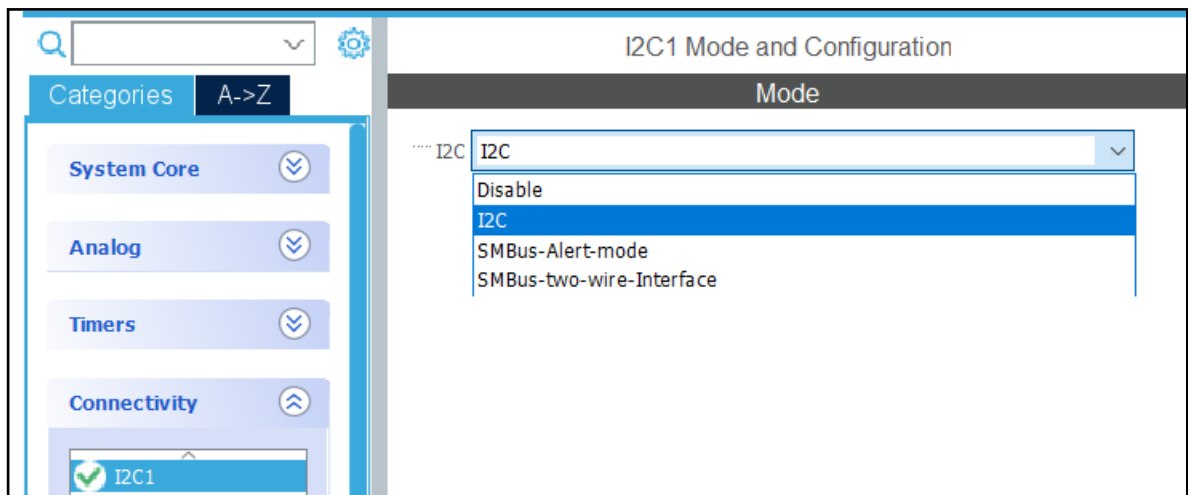 I2C1 Mode and Configuration
Categories A->Z
Mode
System Core
Analog
Timers
Connectivity
I2C1
I2C I2C
Disable
I2C
SMBus-Alert-mode
SMBus-two-wire-Interface